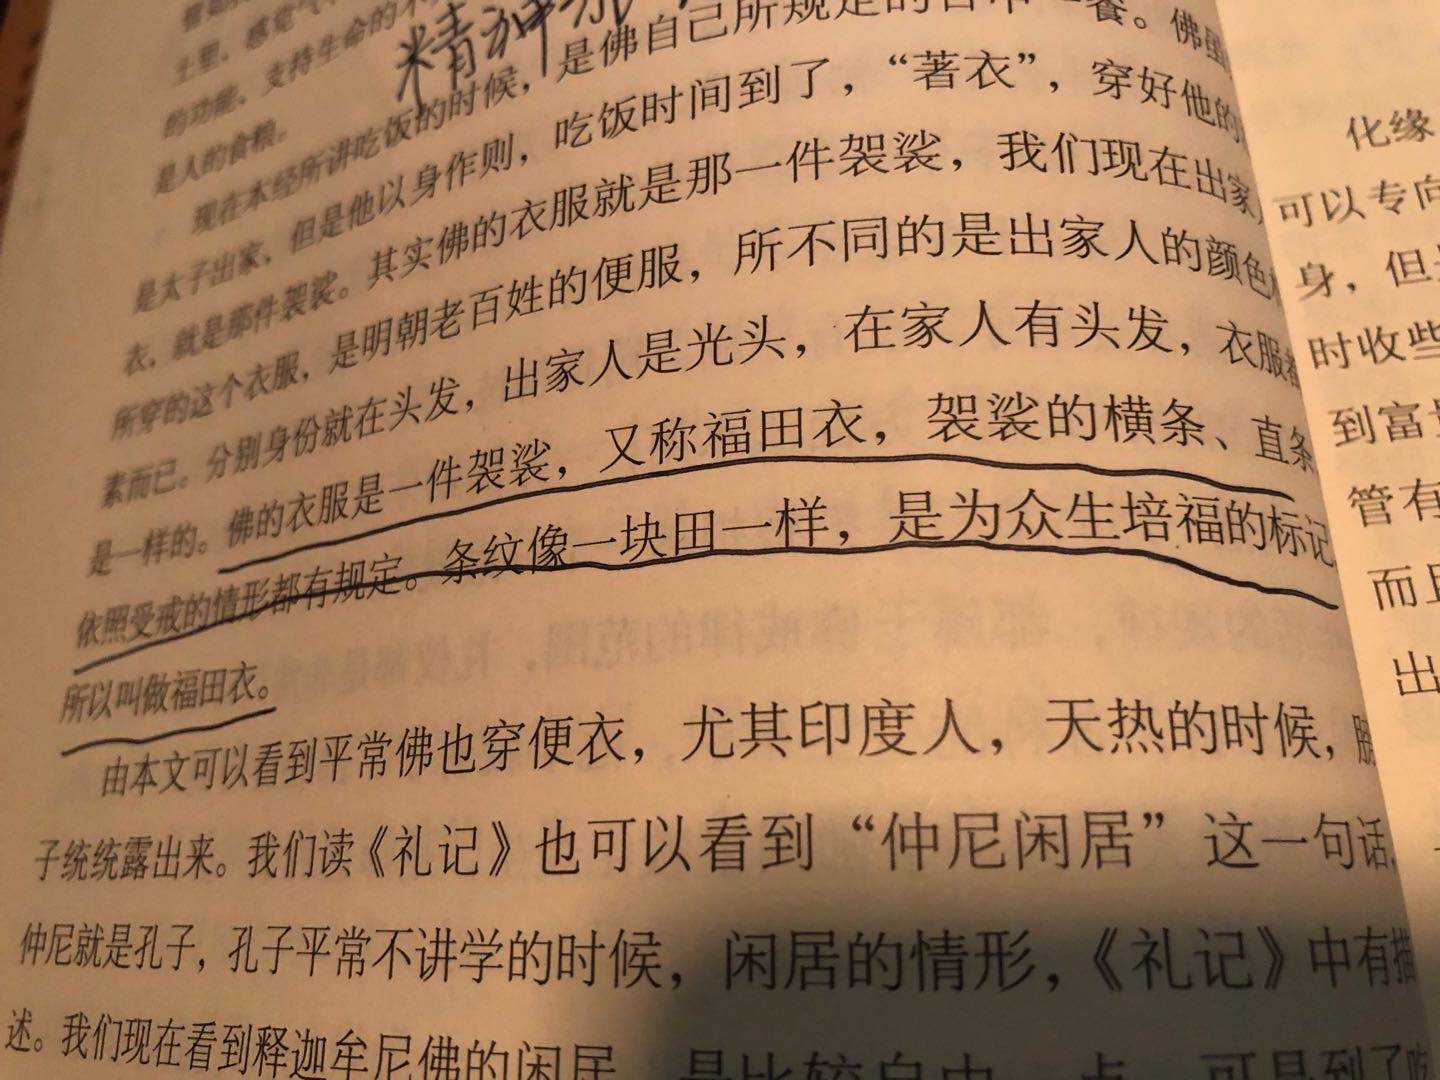 土里、感觉气
的功能、支持生命的不
是人的食粮。
精神
现在本经所讲吃饭的时候，是佛自己所规定的日中一餐。佛
是太子出家，但是他以身作则，吃饭时间到了，“著衣”，穿好他的
衣，就是那件袈裟。其实佛的衣服就是那一件袈裟，我们现在出家
所穿的这个衣服，是明朝老百姓的便服，所不同的是出家人的颜色
素而已。分别身份就在头发，出家人是光头，在家人有头发，衣服都
是一样的。佛的衣服是一件袈裟，又称福田衣，袈裟的横条、直条
依照受戒的情形都有规定。条纹像一块田一样，是为众生培福的标记
所以叫做福田衣。
由本文可以看到平常佛也穿便衣，尤其印度人，天热的时候，
子统统露出来。我们读《礼记》也可以看到“仲尼闲居”这一句话
仲尼就是孔子，孔子平常不讲学的时候，闲居的情形，《礼记》中有描
述。我们现在看到释迦牟尼佛的闲居 是比较自由一点 可是到了吃
化缘
可以专向
身，但
时收些
到富
管有
而且
出